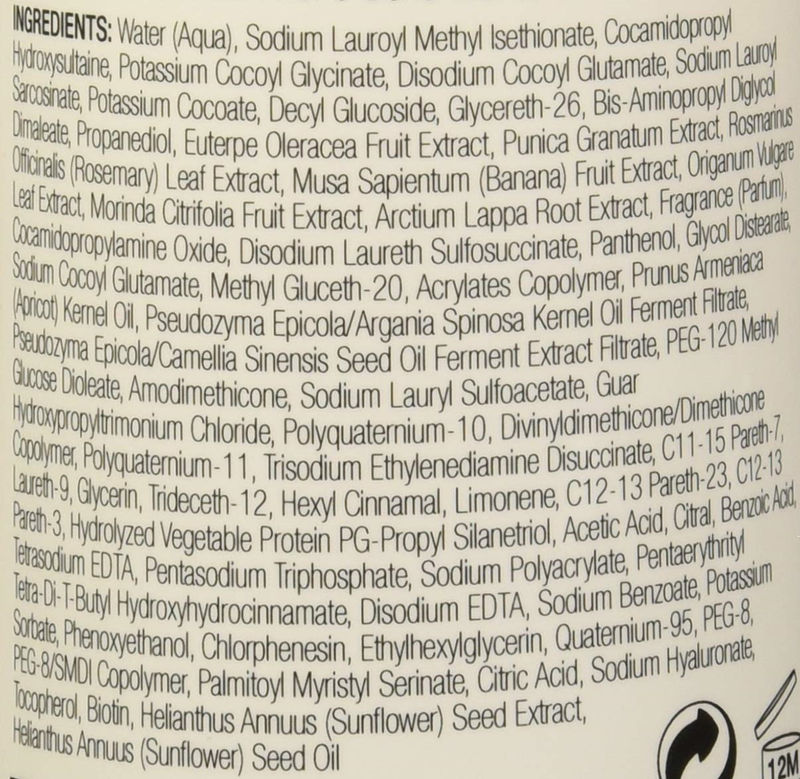 INGREDIENTS: Water (Aqua), Sodium Lauroyl Methyl Isethionate, Cocamidopropyl
Hydroxysultaine, Potassium Cocoyl Glycinate, Disodium Cocoyl Glutamate, Sodium Lauroyl
Sarcosinate, Potassium Cocoate, Decyl Glucoside, Glycereth-26, Bis-Aminopropyl Diglycol
Dimaleate, Propanediol, Euterpe Oleracea Fruit Extract, Punica Granatum Extract, Rosmarinus
Officinalis (Rosemary) Leaf Extract, Musa Sapientum (Banana) Fruit Extract, Origanum Vulgare
Leaf Extract, Morinda Citrifolia Fruit Extract, Arctium Lappa Root Extract, Fragrance (Parfum),
Cocamidopropylamine Oxide, Disodium Laureth Sulfosuccinate, Panthenol, Glycol Distearate,
Sodium Cocoyl Glutamate, Methyl Gluceth-20, Acrylates Copolymer, Prunus Armeniaca
(Apricot) Kernel Oil, Pseudozyma Epicola/Argania Spinosa Kernel Oil Ferment Filtrate,
Pseudozyma Epicola/Camellia Sinensis Seed Oil Ferment Extract Filtrate, PEG-120 Methyl
Glucose Dioleate, Amodimethicone, Sodium Lauryl Sulfoacetate, Guar
Hydroxypropyltrimonium Chloride, Polyquaternium-10, Divinyldimethicone/Dimethicone
Copolymer, Polyquaternium-11, Trisodium Ethylenediamine Disuccinate, C11-15 Pareth-7,
Laureth-9, Glycerin, Trideceth-12, Hexyl Cinnamal, Limonene, C12-13 Pareth-23, C12-13
Pareth-3, Hydrolyzed Vegetable Protein PG-Propyl Silanetriol, Acetic Acid, Citral, Benzoic Acid,
Tetrasodium EDTA, Pentasodium Triphosphate, Sodium Polyacrylate, Pentaerythrityl
Tetra-Di-T-Butyl Hydroxyhydrocinnamate, Disodium EDTA, Sodium Benzoate, Potassium
Sorbate, Phenoxyethanol, Chlorphenesin, Ethylhexylglycerin, Quaternium-95, PEG-8,
PEG-8/SMDI Copolymer, Palmitoyl Myristyl Serinate, Citric Acid, Sodium Hyaluronate,
Tocopherol, Biotin, Helianthus Annuus (Sunflower) Seed Extract,
Helianthus Annuus (Sunflower) Seed Oil
12M